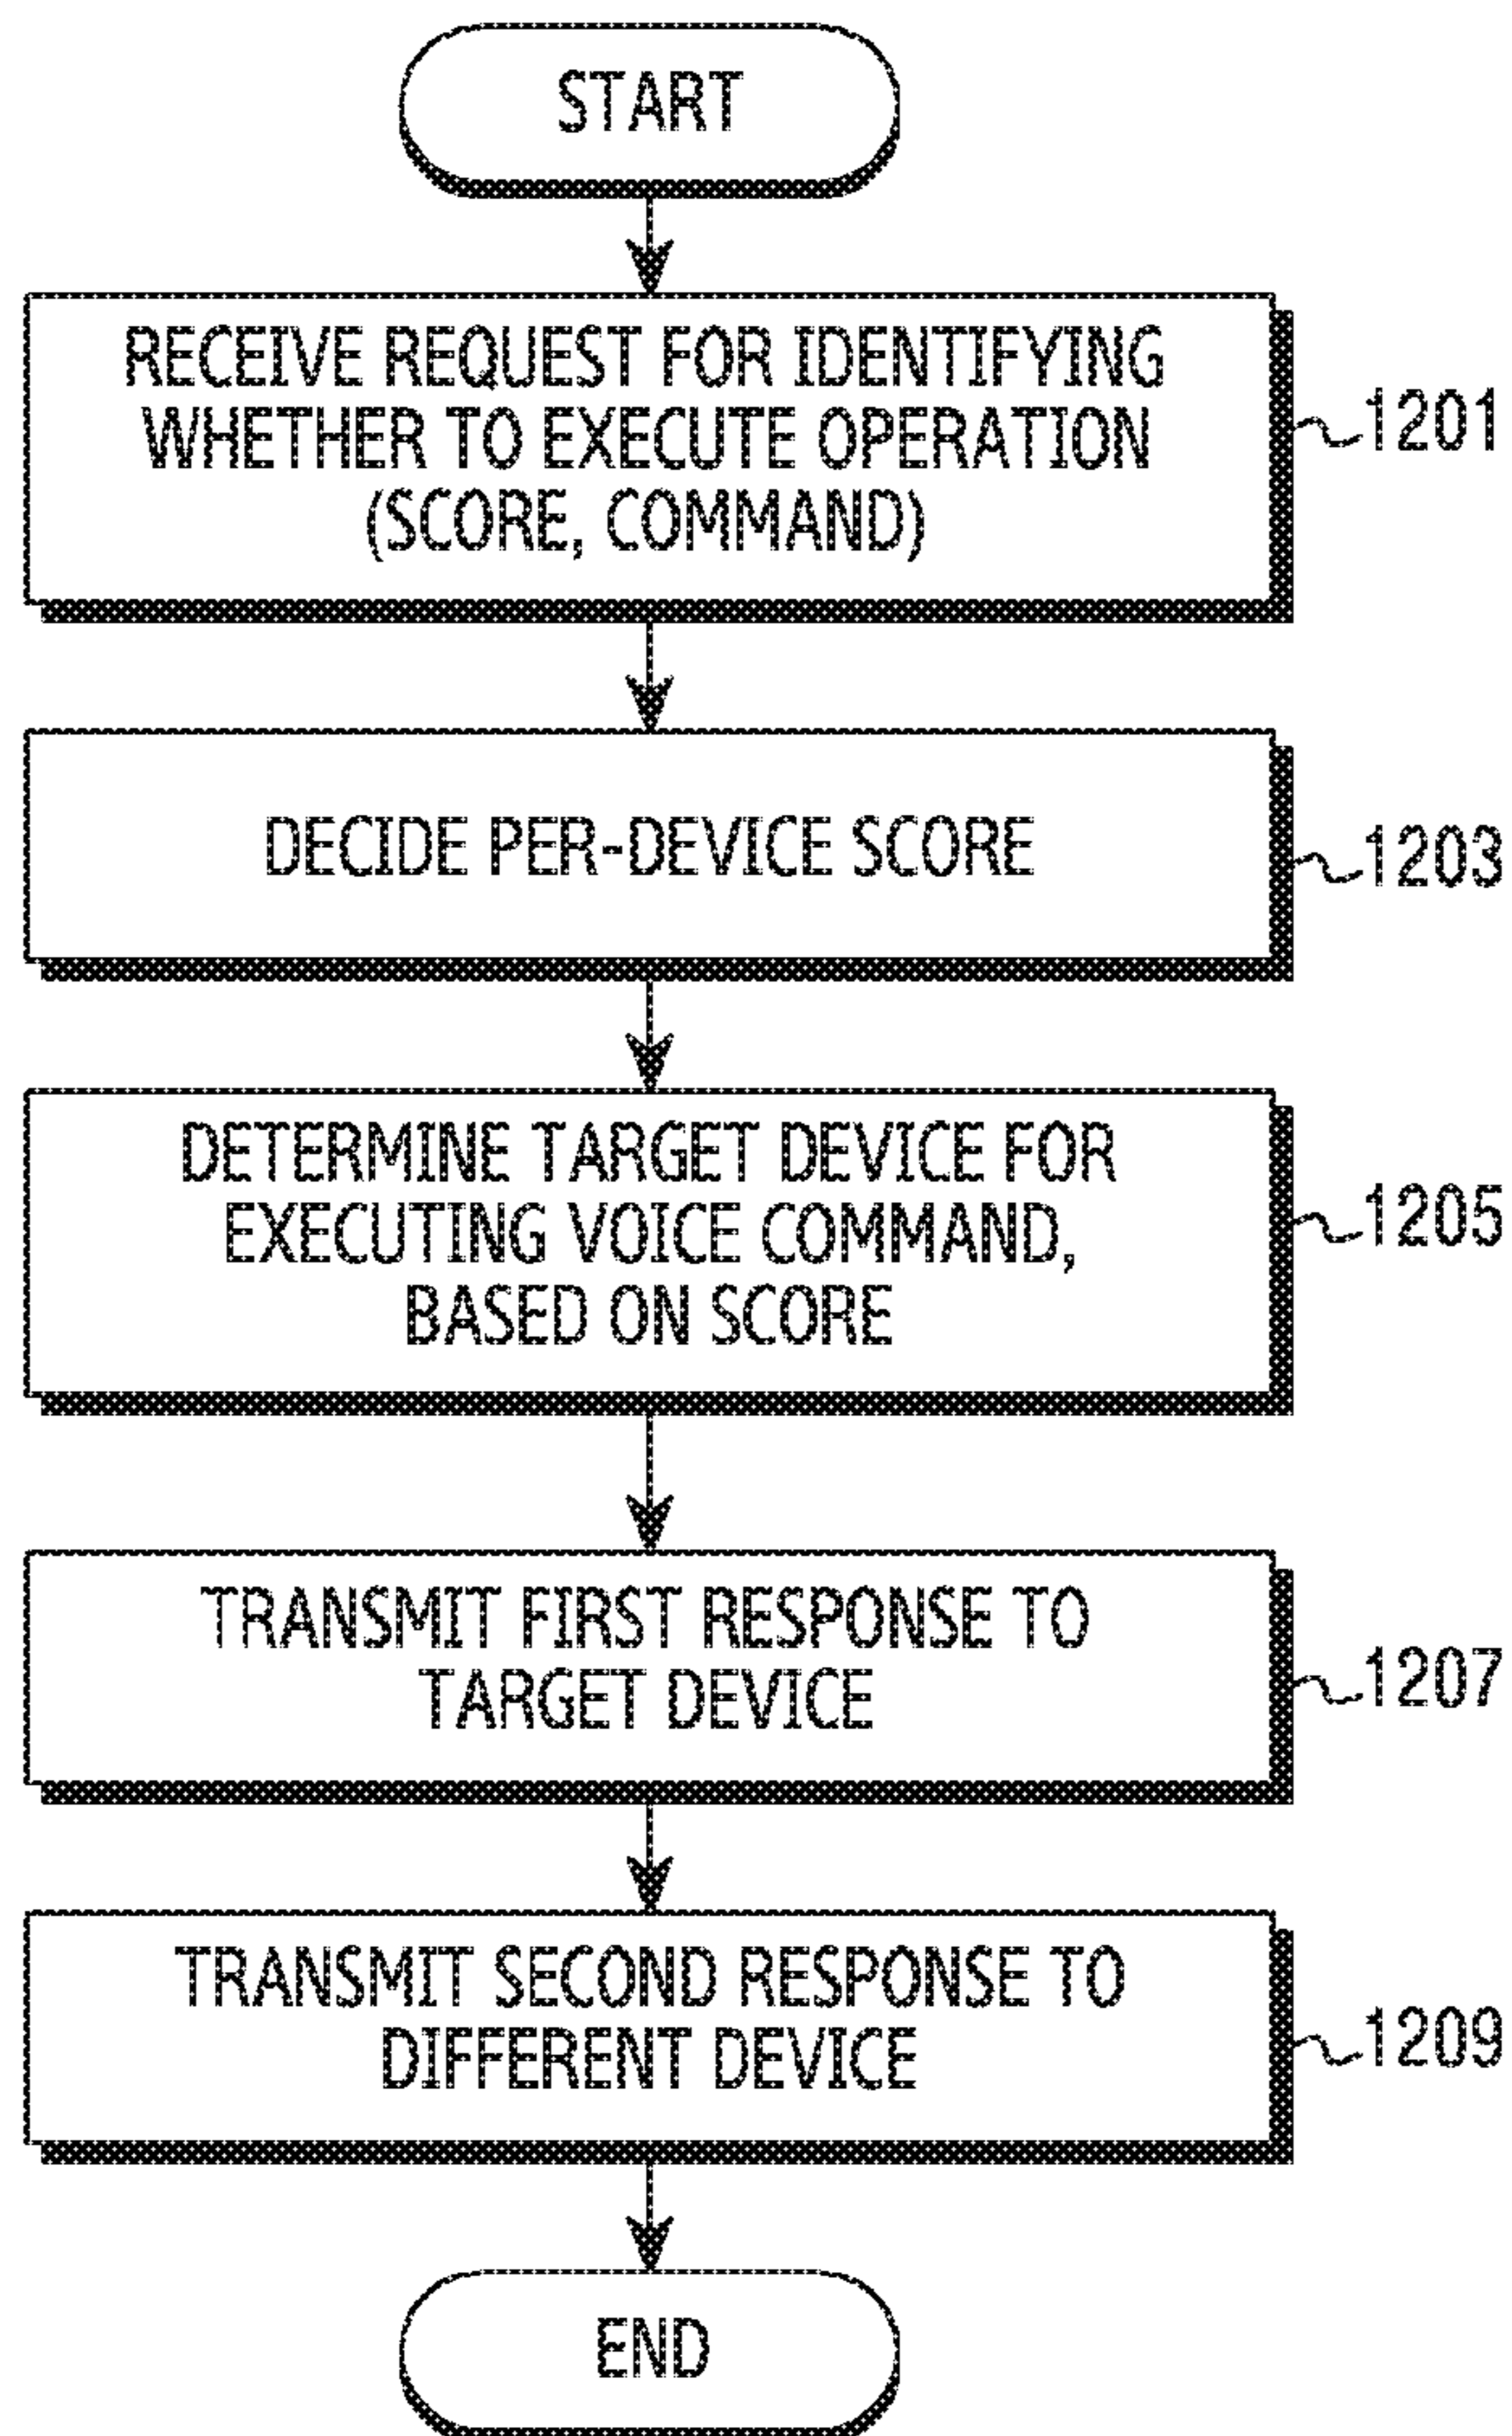 START
RECEIVE REQUEST FOR IDENTIFYING
WHETHER TO EXECUTE OPERATION
(SCORE, COMMAND)
1201
DECIDE PER-DEVICE SCORE
1203
DETERMINE TARGET DEVICE FOR
EXECUTING VOICE COMMAND,
BASED ON SCORE
1205
TRANSMIT FIRST RESPONSE TO
TARGET DEVICE
1207
TRANSMIT SECOND RESPONSE TO
DIFFERENT DEVICE
1209
END